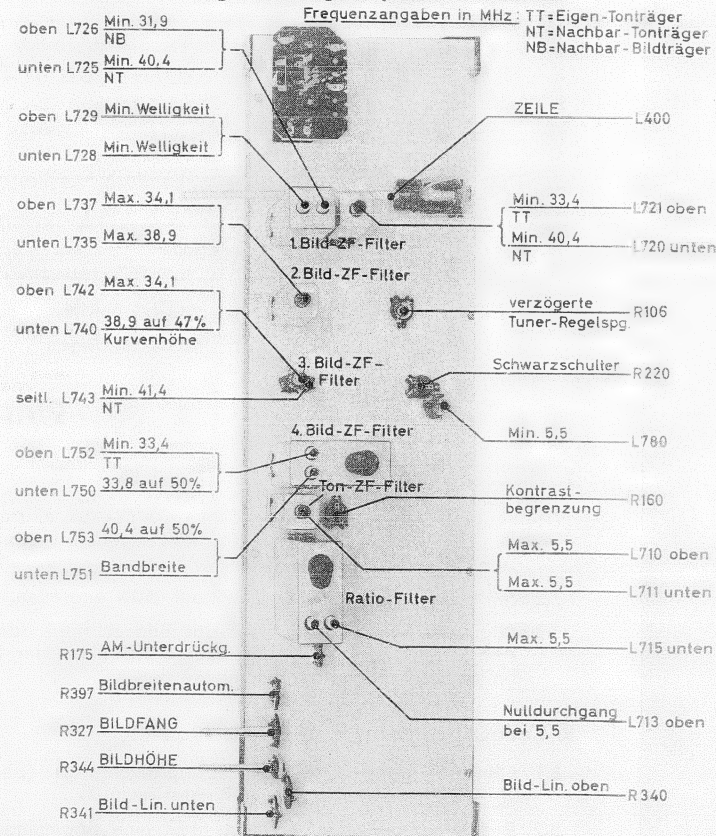 Frequenzangaben in MHz: TT=Eigen-Tonträger
NT=Nachbar-Tonträger
NB=Nachbar-Bildträger
oben L726 Min. 31,9
NB
unten L725 Min. 40,4
NT
oben L729 Min. Welligkeit
unten L728 Min. Welligkeit
oben L737 Max. 34,1
unten L735 Max. 38,9
oben L742 Max. 34,1
unten L740 38,9 auf 47%
Kurvenhöhe
seitl. L743 Min. 41,4
NT
oben L752 Min. 33,4
TT
unten L750 33,8 auf 50%
oben L753 40,4 auf 50%
unten L751 Bandbreite
R175 AM-Unterdrückg.
R397 Bildbreitenautom.
R327 BILDFANG
R344 BILDHÖHE
R341 Bild-Lin. unten
1. Bild-ZF-Filter
2. Bild-ZF-Filter
3. Bild-ZF-
Filter
4. Bild-ZF-Filter
Ton-ZF-Filter
Ratio-Filter
ZEILE L400
Min. 33,4 L721 oben
TT
Min. 40,4 L720 unten
NT
verzögerte R106
Tuner-Regelspg.
Schwarzschulter R220
Min. 5,5 L780
Kontrast- R160
begrenzung
Max. 5,5 L710 oben
Max. 5,5 L711 unten
Max. 5,5 L715 unten
Nulldurchgang L713 oben
bei 5,5
Bild-Lin. oben R340